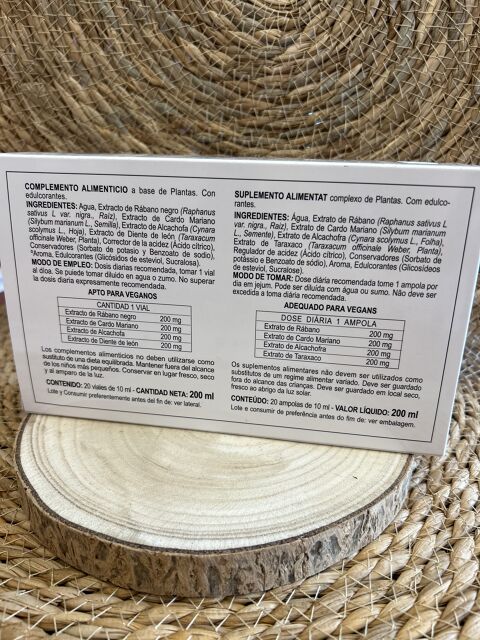 COMPLEMENTO ALIMENTICIO a base de Plantas. Con
edulcorantes.
INGREDIENTES: Agua, Extracto de Rábano negro (Raphanus
sativus L var. nigra., Raíz), Extracto de Cardo Mariano
(Silybum marianum L., Semilla), Extracto de Alcachofa (Cynara
scolymus L., Hoja), Extracto de Diente de león (Taraxacum
officinale Weber, Planta), Corrector de la acidez (Ácido cítrico),
Conservadores (Sorbato de potasio y Benzoato de sodio),
Aroma, Edulcorantes (Glicósidos de esteviol, Sucralosa).
MODO DE EMPLEO: Dosis diarias recomendada, tomar 1 vial
al díoa. Se puede tomar diluido en agua o zumo. No superar
la dosis diaria expresamente recomendada.
APTO PARA VEGANOS
CANTIDAD 1 VIAL
Extracto de Rábano negro 200 mg
Extracto de Cardo Mariano 200 mg
Extracto de Alcachofa 200 mg
Extracto de Diente de león 200 mg
Los complementos alimenticios no deben utilizarse como
sustituto de una dieta equilibrada. Mantener fuera del alcance
de los niños más pequeños. Conservar en lugar fresco, seco
y al amparo de la luz.
CONTENIDO: 20 viales de 10 ml - CANTIDAD NETA: 200 ml
Lote y Consumir preferentemente antes del fin de: ver lateral.
SUPLEMENTO ALIMENTAT complexo de Plantas. Com edulco-
rantes.
INGREDIENTES: Água, Extrato de Rábano (Raphanus sativus L
var. nigra., Raiz), Extrato de Cardo Mariano (Silybum marianum
L., Semente), Extrato de Alcachofra (Cynara scolymus L., Folha),
Extrato de Taraxaco (Taraxacum officinale Weber, Planta),
Regulador de acidez (Ácido cítrico), Conservantes (Sorbato de
potássio e Benzoato de sódio), Aroma, Edulcorantes (Glicosídeos
de esteviol, Sucralose).
MODO DE TOMAR: Dose diária recomendada tome 1 ampola por
dia em jejum. Pode ser diluída com água ou sumo. Não deve ser
excedida a toma diária recomendada.
ADEQUADO PARA VEGANS
DOSE DIÁRIA 1 AMPOLA
Extrato de Rábano 200 mg
Extrato de Cardo Mariano 200 mg
Extrato de Alcachofra 200 mg
Extrato de Taraxaco 200 mg
Os suplementos alimentares não devem ser utilizados como
substitutos de um regime alimentar variado. Deve ser guardado
fora do alcance das crianças. Deve ser guardado em local seco,
fresco ao abrigo da luz solar.
CONTEÚDO: 20 ampolas de 10 ml - VALOR LÍQUIDO: 200 ml
Lote e consumir de preferência antes do fim de: ver embalagem.